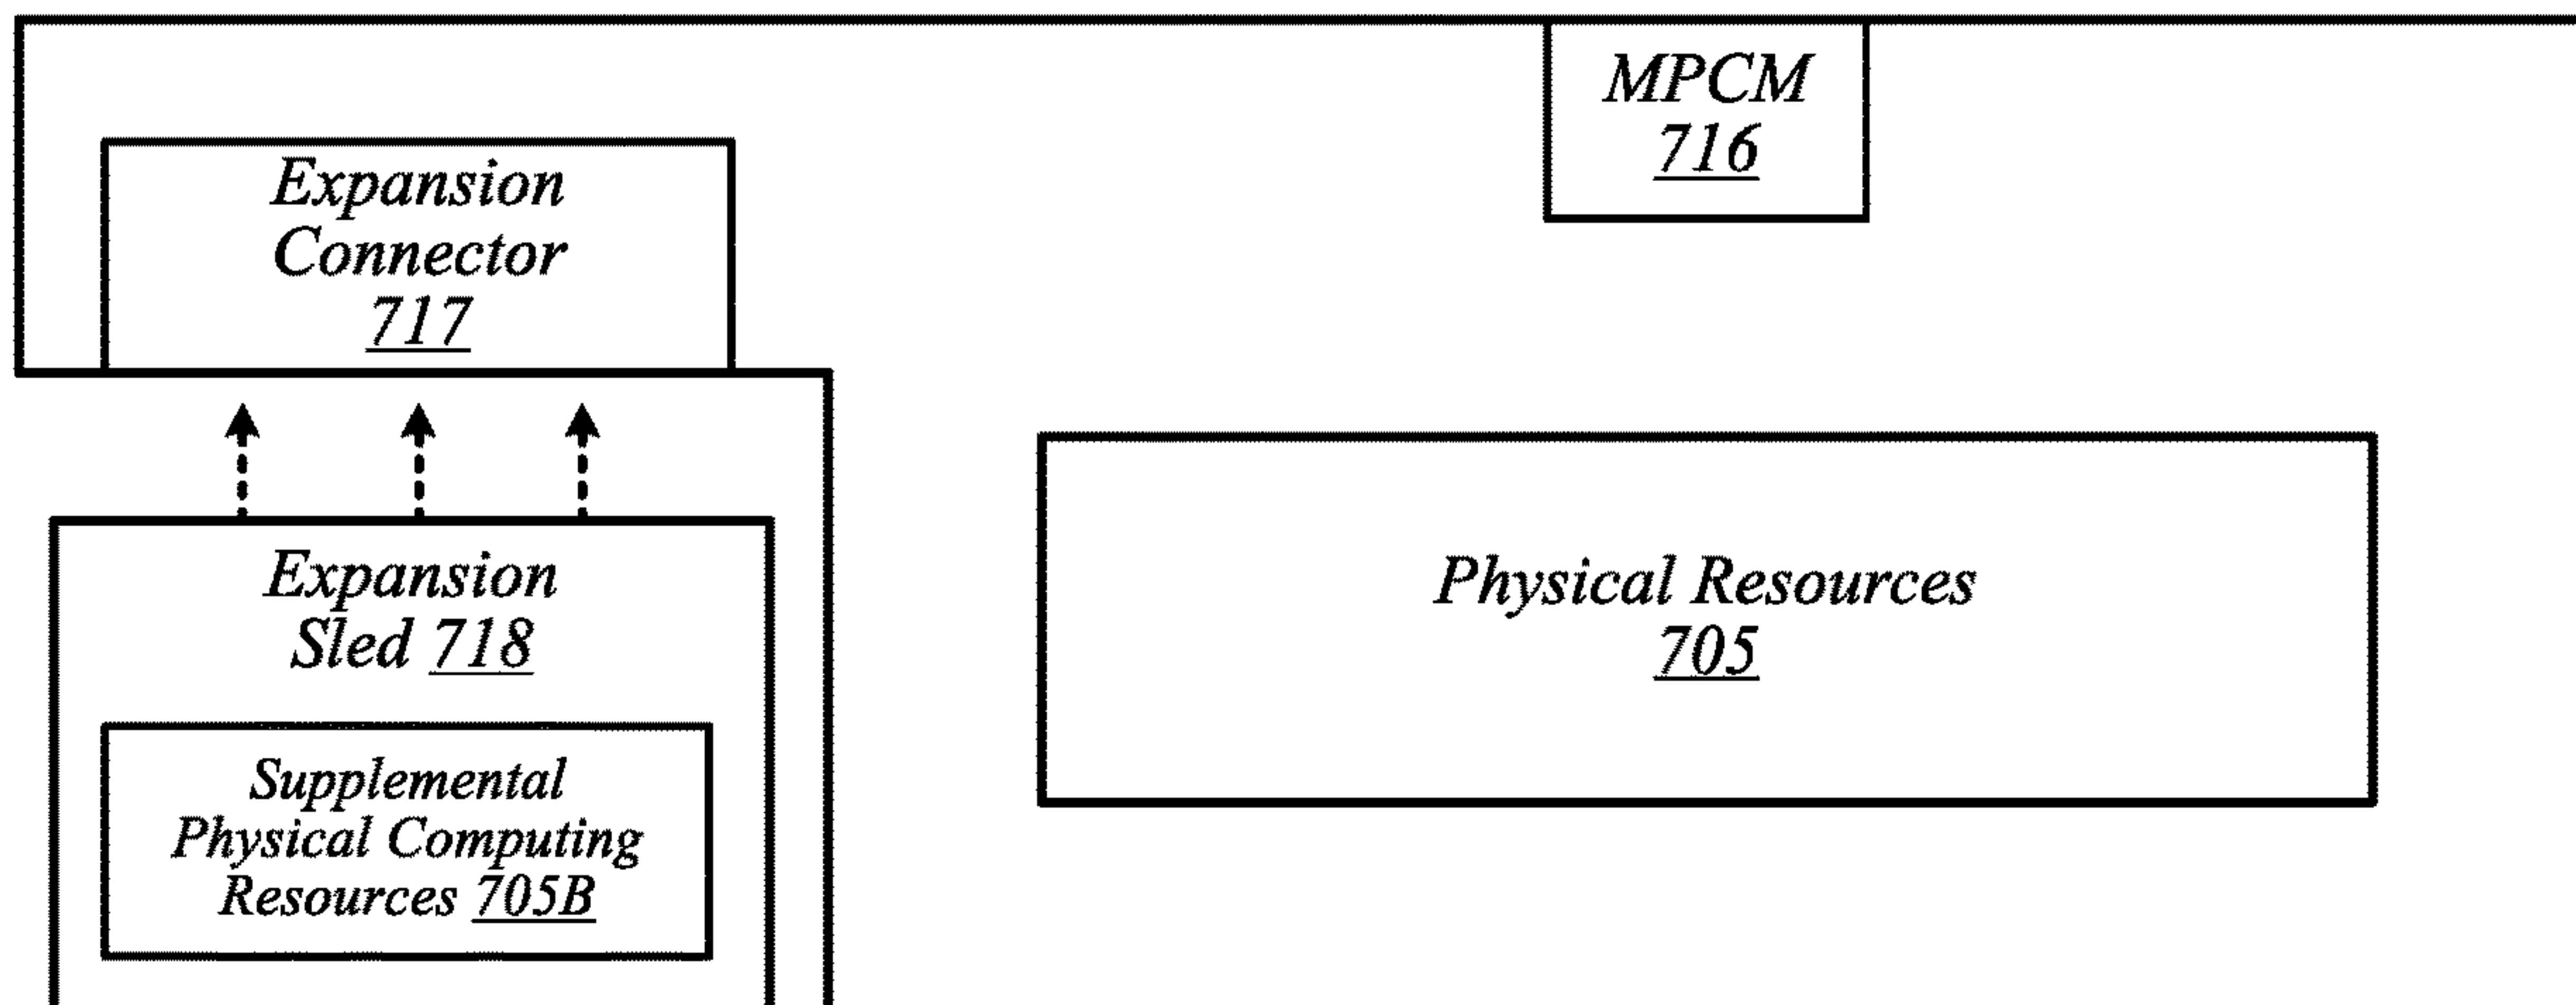 MPCM
716
Expansion
Connector
717
Expansion
Sled 718
Physical Resources
705
Supplemental
Physical Computing
Resources 705B